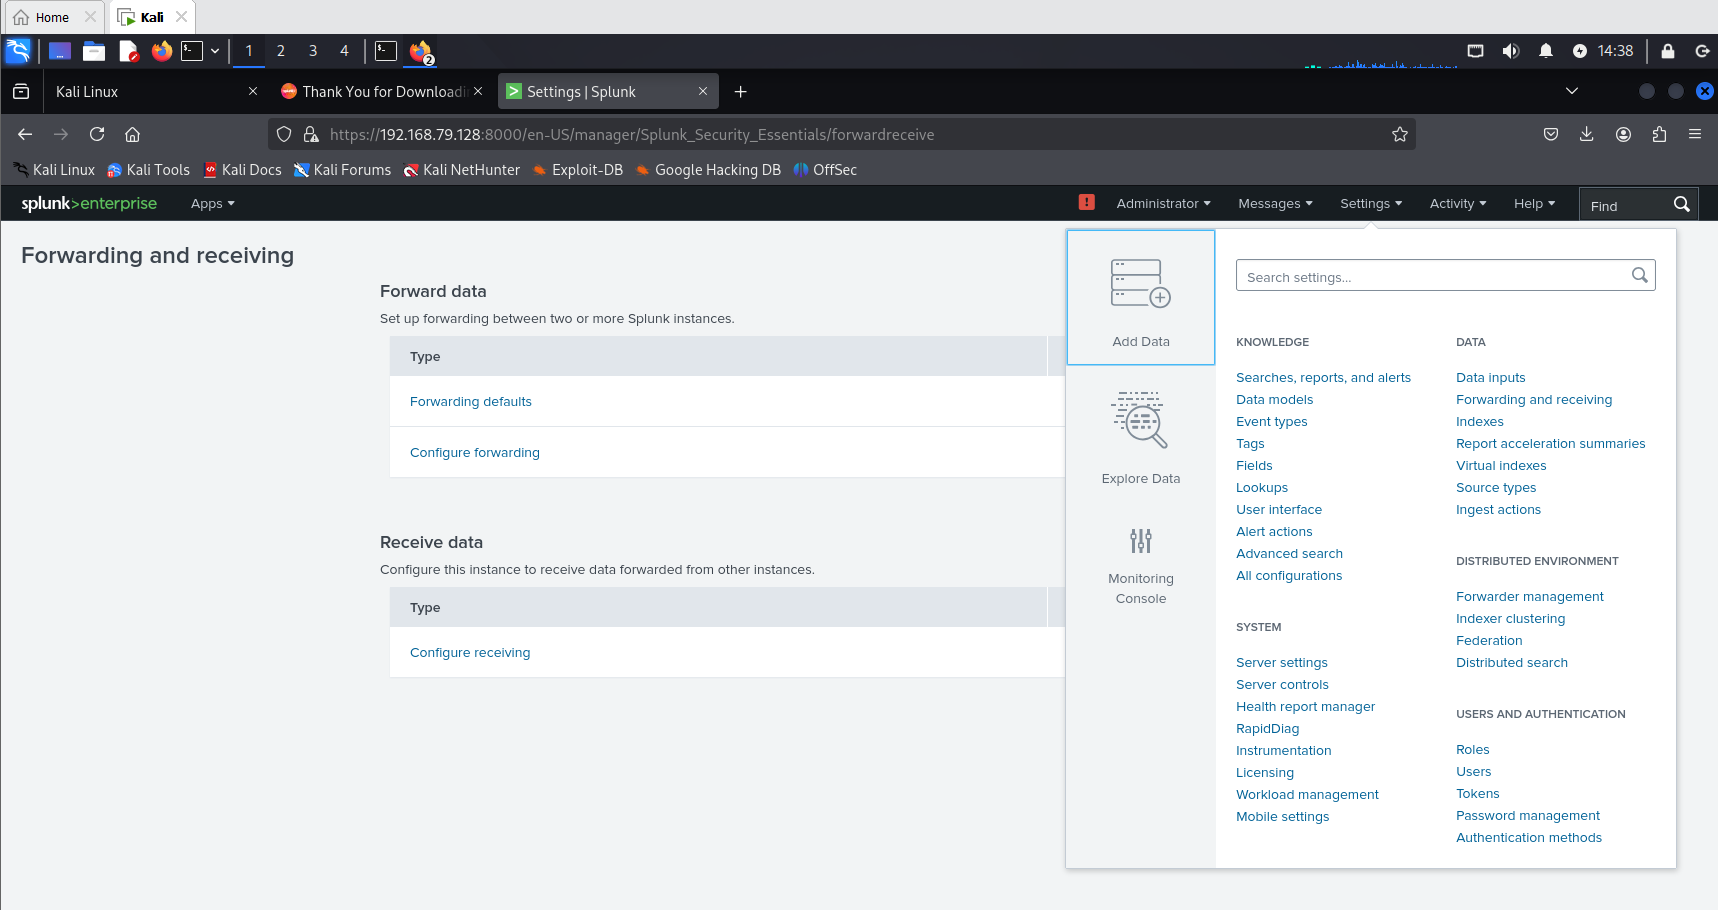 Home
Kali
1 2 3 4
2
14:38
Kali Linux
Thank You for Downloadi
Settings | Splunk
https://192.168.79.128:8000/en-US/manager/Splunk_Security_Essentials/forwardreceive
Kali Linux Kali Tools Kali Docs Kali Forums Kali NetHunter Exploit-DB Google Hacking DB OffSec
splunk>enterprise Apps
! Administrator Messages Settings Activity Help Find
Forwarding and receiving
Forward data
Set up forwarding between two or more Splunk instances.
Type
Forwarding defaults
Configure forwarding
Receive data
Configure this instance to receive data forwarded from other instances.
Type
Configure receiving
Add Data
Explore Data
Monitoring
Console
Search settings...
KNOWLEDGE
Searches, reports, and alerts
Data models
Event types
Tags
Fields
Lookups
User interface
Alert actions
Advanced search
All configurations
SYSTEM
Server settings
Server controls
Health report manager
RapidDiag
Instrumentation
Licensing
Workload management
Mobile settings
DATA
Data inputs
Forwarding and receiving
Indexes
Report acceleration summaries
Virtual indexes
Source types
Ingest actions
DISTRIBUTED ENVIRONMENT
Forwarder management
Indexer clustering
Federation
Distributed search
USERS AND AUTHENTICATION
Roles
Users
Tokens
Password management
Authentication methods